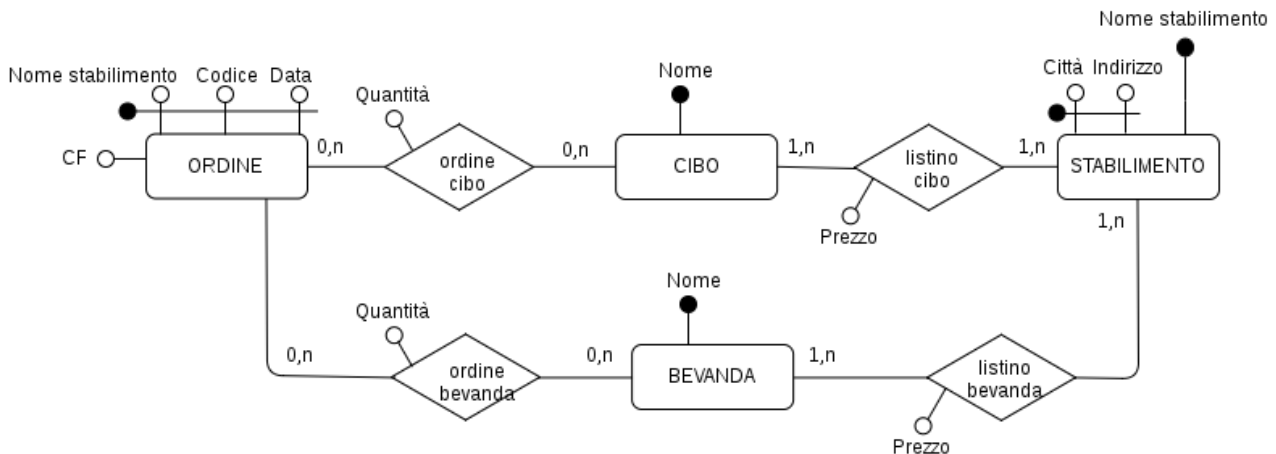 Nome stabilimento
Nome stabilimento Codice Data
Quantità
Nome
Città Indirizzo
CF
ORDINE
0,n
ordine
cibo
0,n
CIBO
1,n
listino
cibo
1,n
STABILIMENTO
Prezzo
1,n
Quantità
Nome
0,n
ordine
bevanda
0,n
BEVANDA
1,n
listino
bevanda
Prezzo